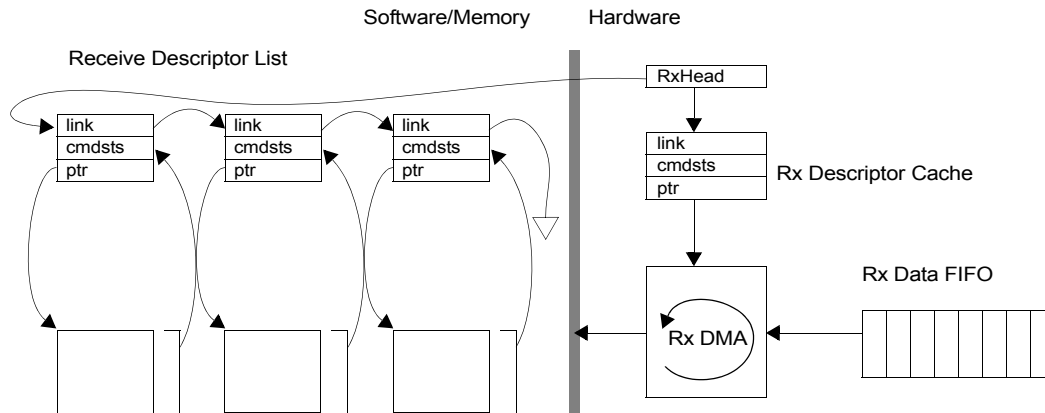 Software/Memory
Hardware
Receive Descriptor List
RxHead
link
cmdsts
ptr
link
cmdsts
ptr
link
cmdsts
ptr
link
cmdsts
ptr
Rx Descriptor Cache
Rx Data FIFO
Rx DMA